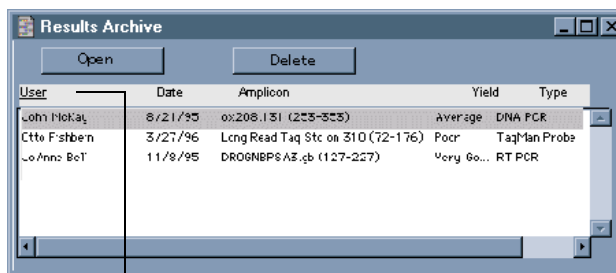 Results Archive
Open Delete
User Date Amplicon Yield Type
John McKay 8/21/95 ox208.131 (253-353) Average DNA PCR
Otto Fishbein 3/27/96 Long Read Taq Std on 310 (72-176) Poor TaqMan Probe
JoAnne Bell 11/8/95 DROGNBPSA3.gb (127-227) Very Go... RT PCR